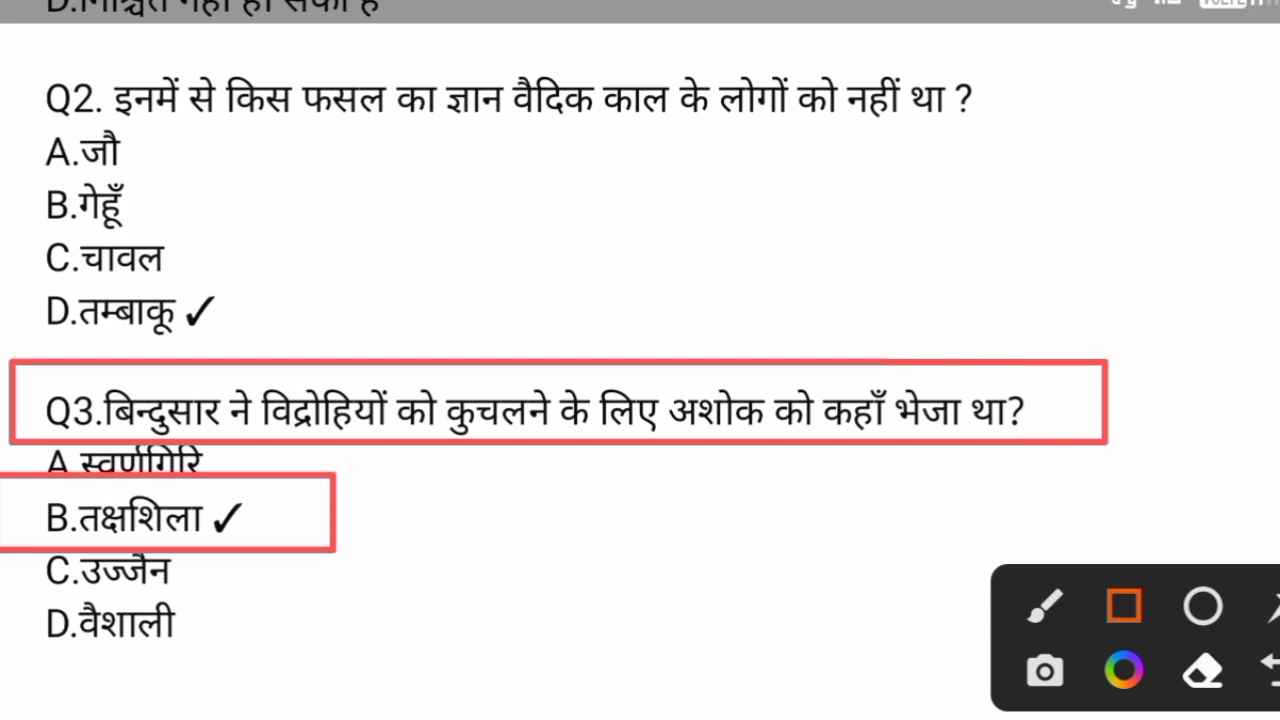 Q2. इनमें से किस फसल का ज्ञान वैदिक काल के लोगों को नहीं था ?
A.जौ
B.गेहूँ
C.चावल
D.तम्बाकू ✓
Q3.बिन्दुसार ने विद्रोहियों को कुचलने के लिए अशोक को कहाँ भेजा था?
A स्वर्णगिरि
B.तक्षशिला ✓
C.उज्जैन
D.वैशाली